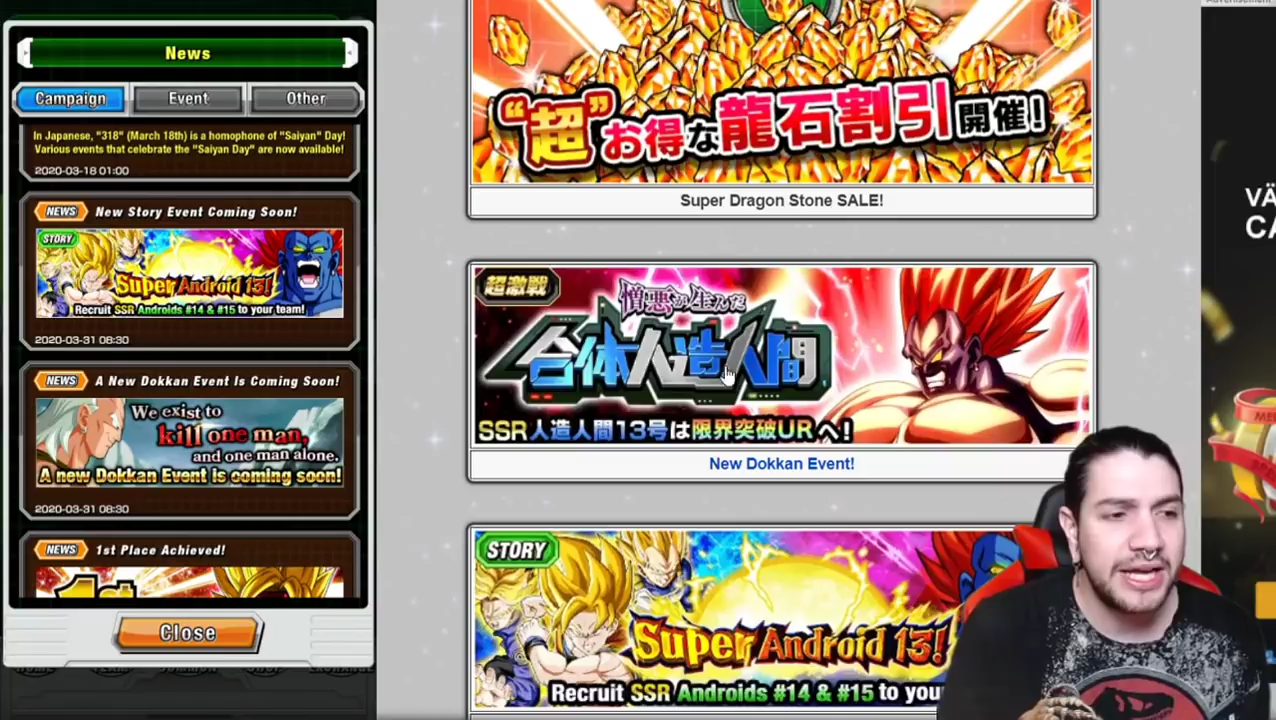 News
Campaign
Event
Other
In Japanese, "318" (March 18th) is a homophone of "Saiyan" Day!
Various events that celebrate the "Saiyan Day" are now available!
2020-03-18 01:00
NEWS New Story Event Coming Soon!
STORY
Super Android 13!
Recruit SSR Androids #14 & #15 to your team!
2020-03-31 08:30
NEWS A New Dokkan Event Is Coming Soon!
We exist to
kill one man,
and one man alone.
A new Dokkan Event is coming soon!
2020-03-31 08:30
NEWS 1st Place Achieved!
1st
Close
"超"お得な龍石割引開催!
Super Dragon Stone SALE!
超激戦
憎悪が生んだ
合体人造人間
SSR人造人間13号は限界突破URへ!
New Dokkan Event!
STORY
Super Android 13!
Recruit SSR Androids #14 & #15 to you
Advertisement